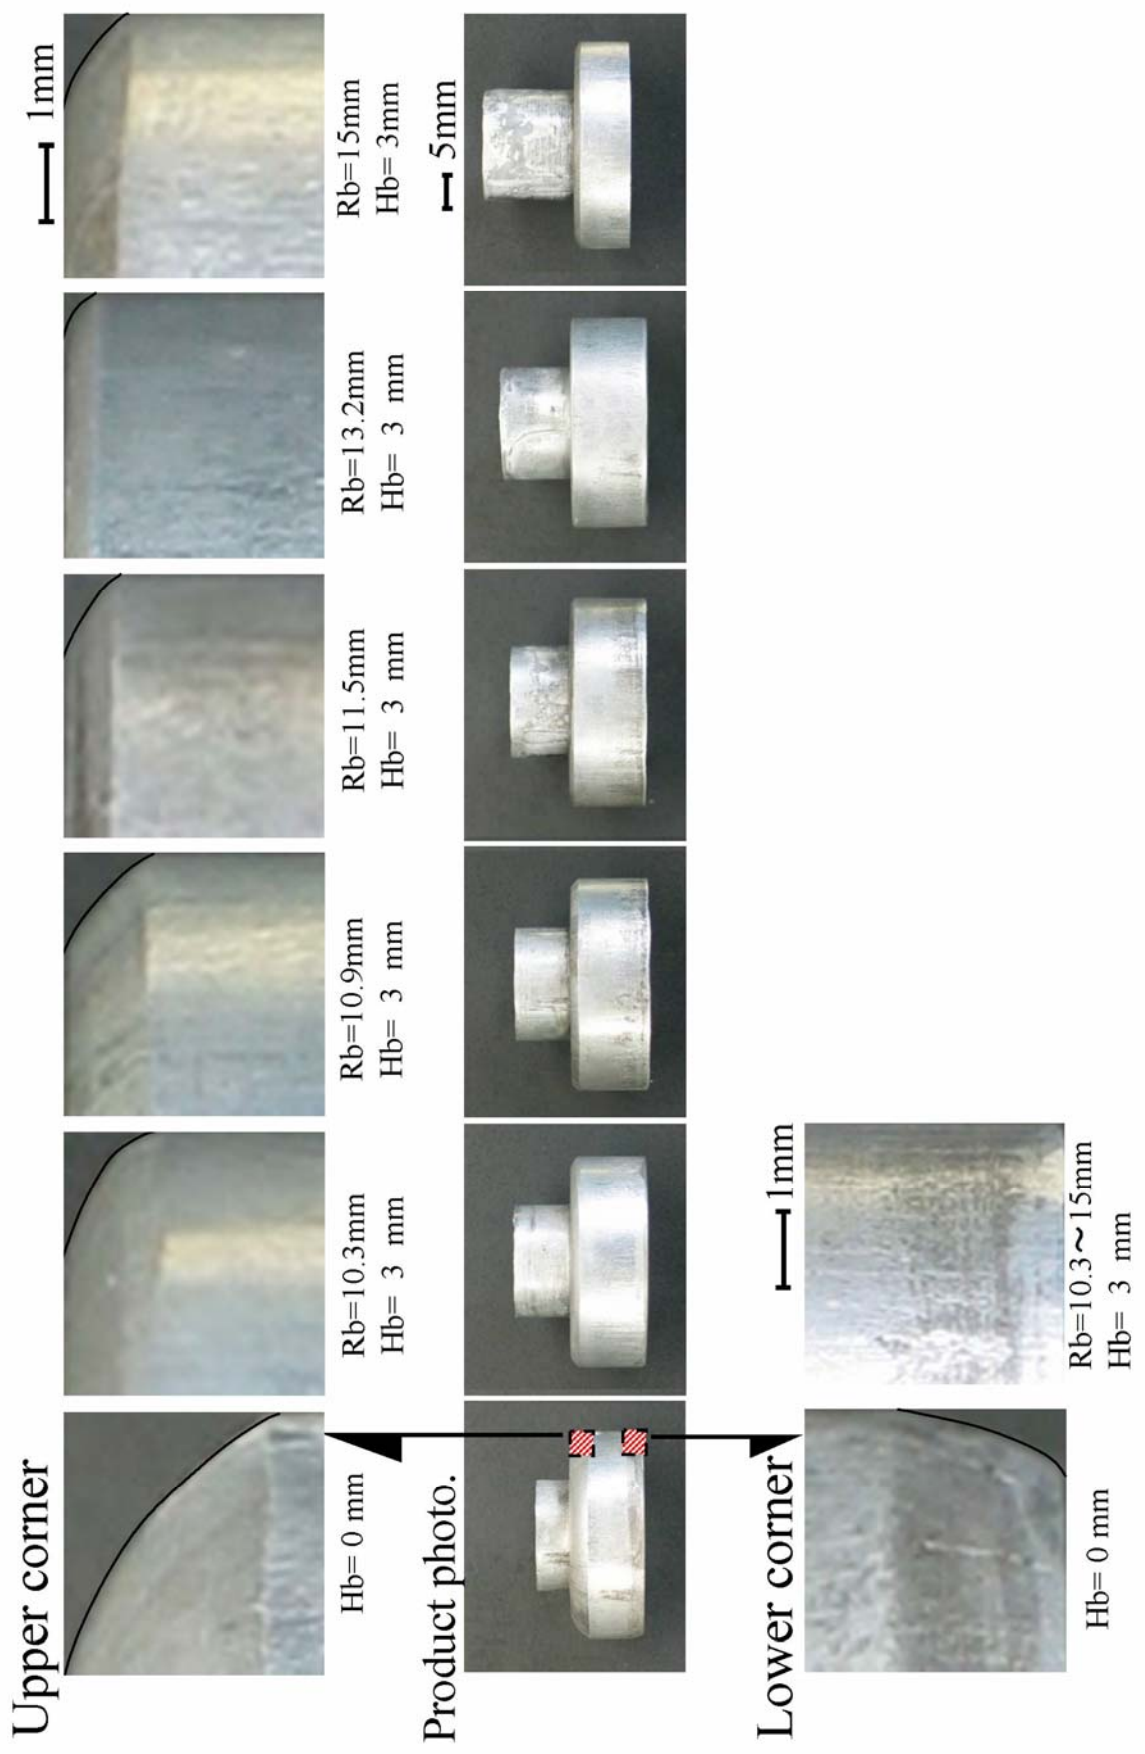 Upper corner
1mm
Hb= 0 mm
Rb=10.3mm
Hb= 3 mm
Rb=10.9mm
Hb= 3 mm
Rb=11.5mm
Hb= 3 mm
Rb=13.2mm
Hb= 3 mm
Rb=15mm
Hb= 3mm
Product photo.
5mm
Lower corner
1mm
Hb= 0 mm
Rb=10.3~15mm
Hb= 3 mm